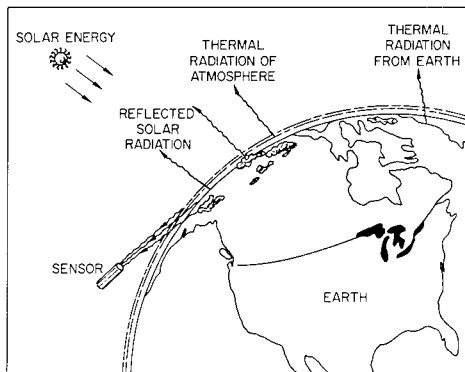 SOLAR ENERGY
THERMAL
RADIATION OF
ATMOSPHERE
THERMAL
RADIATION
FROM EARTH
REFLECTED
SOLAR
RADIATION
SENSOR
EARTH